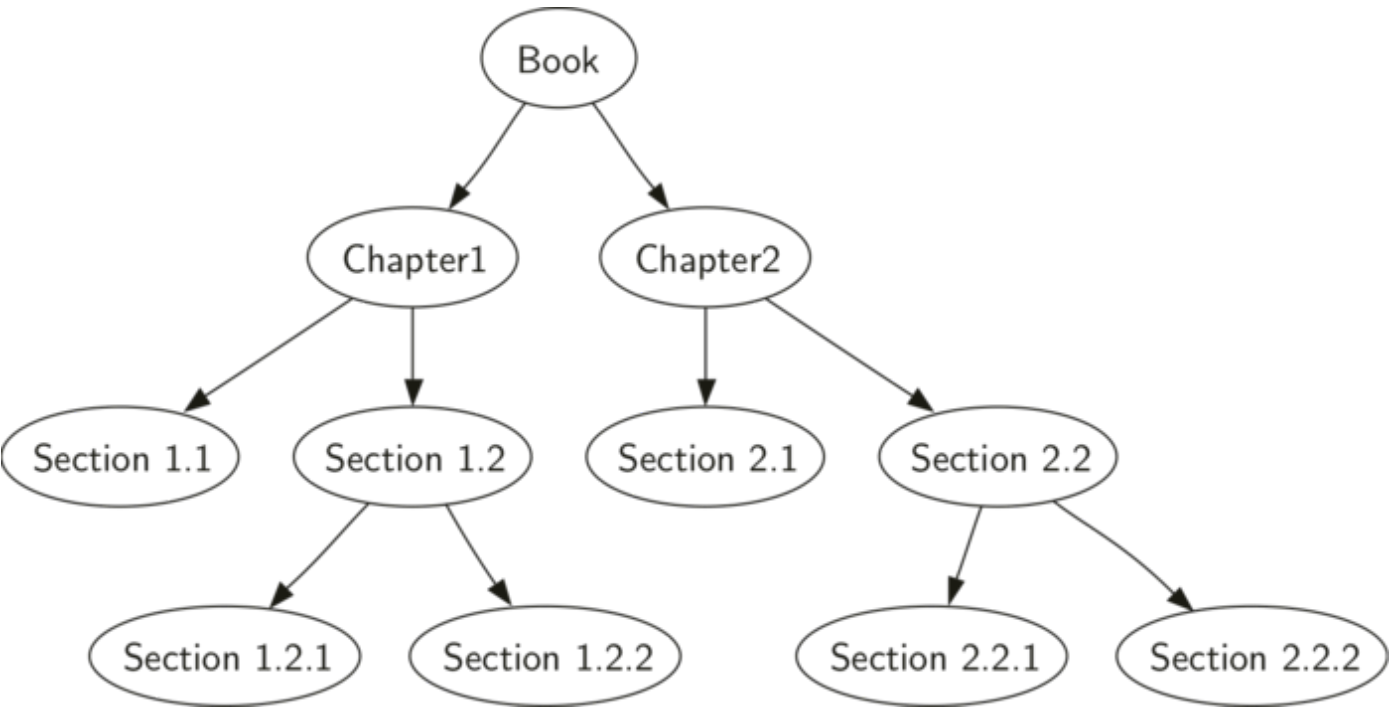 Book
Chapter1
Chapter2
Section 1.1
Section 1.2
Section 2.1
Section 2.2
Section 1.2.1
Section 1.2.2
Section 2.2.1
Section 2.2.2